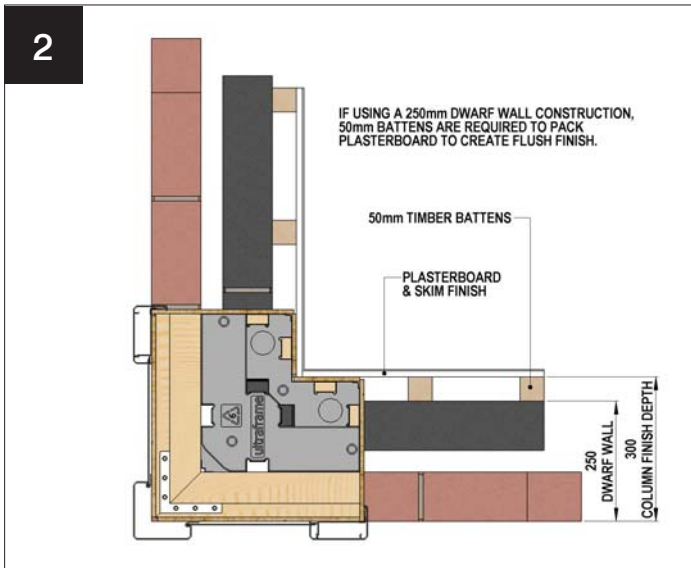 2
IF USING A 250mm DWARF WALL CONSTRUCTION,
50mm BATTENS ARE REQUIRED TO PACK
PLASTERBOARD TO CREATE FLUSH FINISH.
50mm TIMBER BATTENS
PLASTERBOARD
& SKIM FINISH
250
DWARF WALL
300
COLUMN FINISH DEPTH
ultraframe